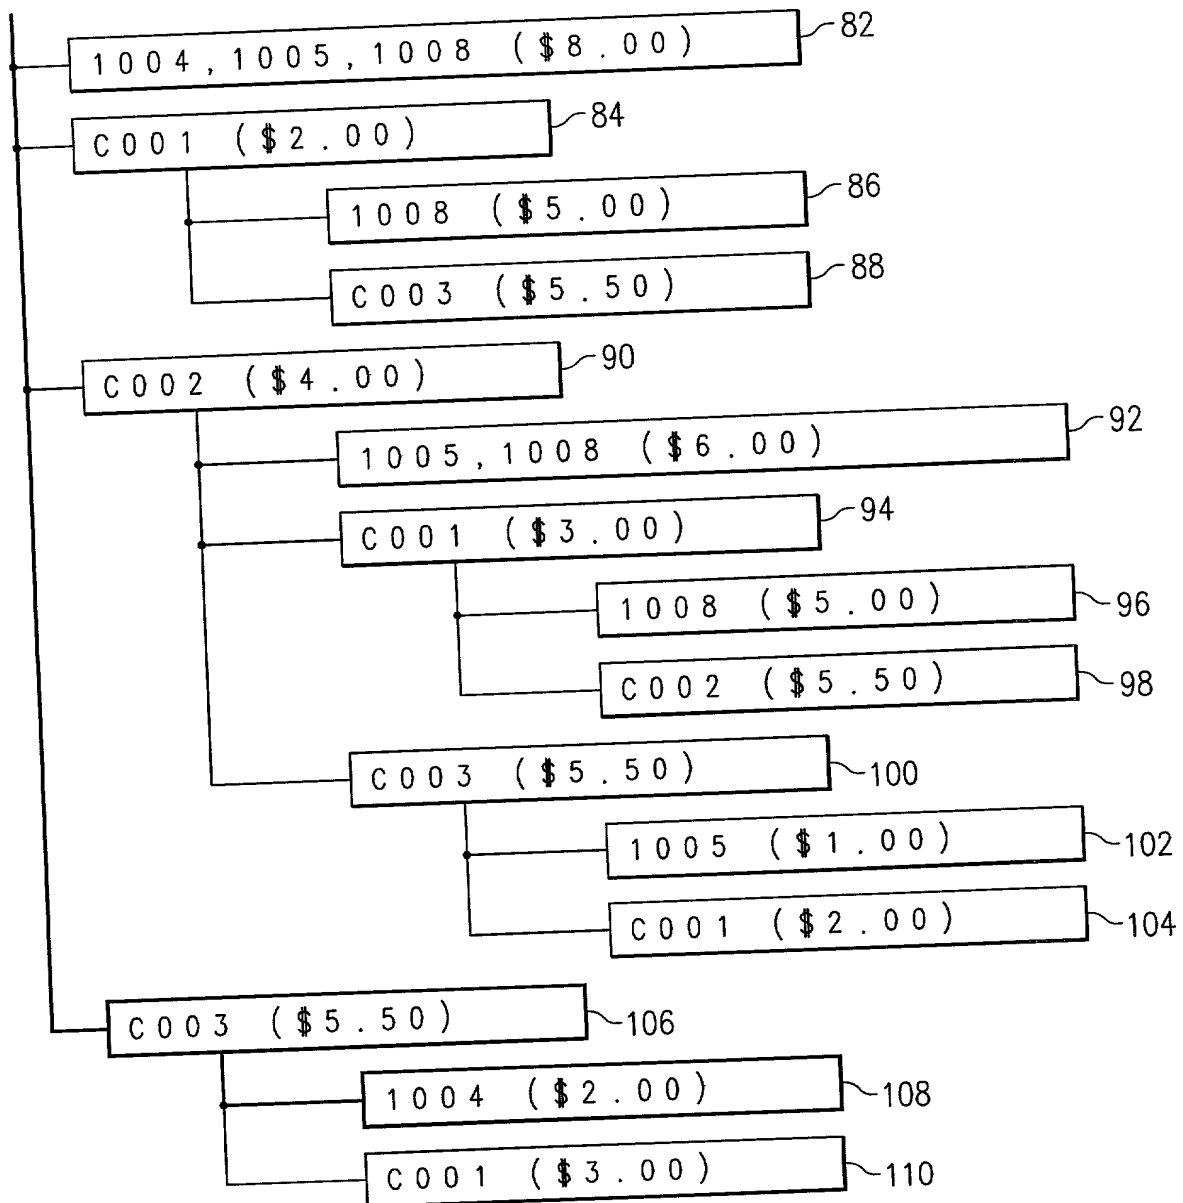 1004,1005,1008 ($8.00) 82
C001 ($2.00) 84
1008 ($5.00) 86
C003 ($5.50) 88
C002 ($4.00) 90
1005,1008 ($6.00) 92
C001 ($3.00) 94
1008 ($5.00) 96
C002 ($5.50) 98
C003 ($5.50) 100
1005 ($1.00) 102
C001 ($2.00) 104
C003 ($5.50) 106
1004 ($2.00) 108
C001 ($3.00) 110